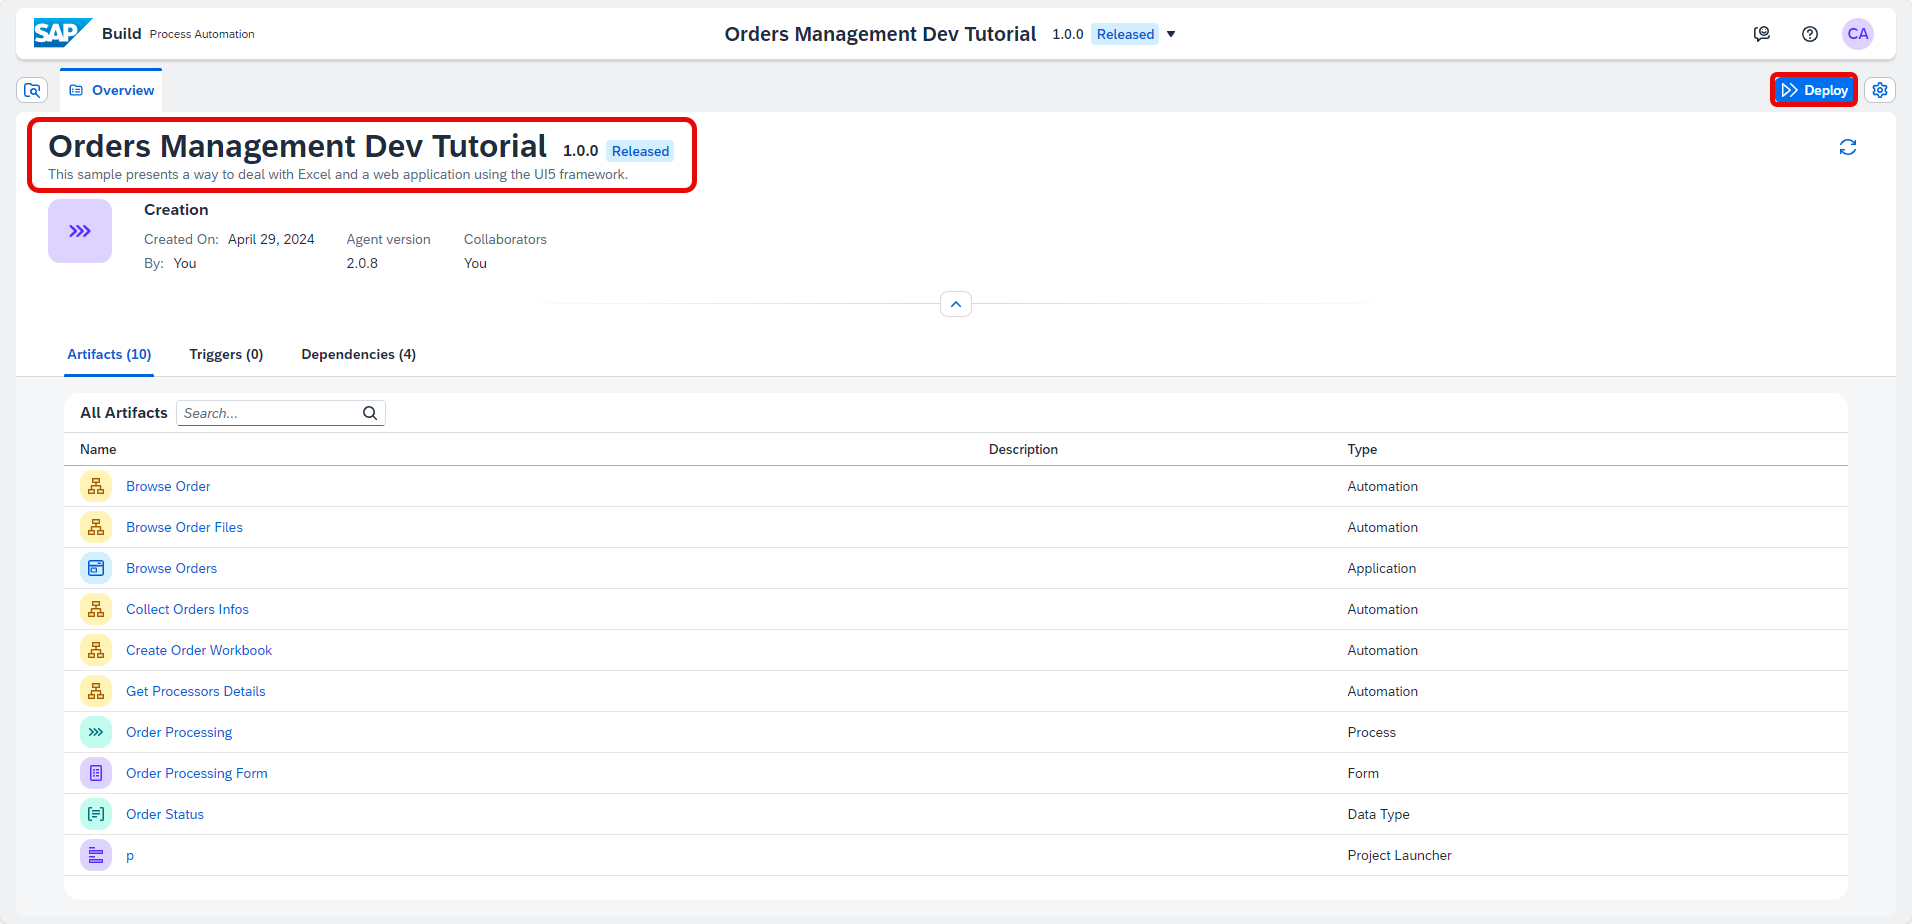 SAP Build Process Automation
Orders Management Dev Tutorial 1.0.0 Released
CA
Overview
Deploy
Orders Management Dev Tutorial 1.0.0 Released
This sample presents a way to deal with Excel and a web application using the UI5 framework.
Creation
Created On: April 29, 2024 Agent version Collaborators
By: You 2.0.8 You
Artifacts (10) Triggers (0) Dependencies (4)
All Artifacts Search...
Name Description Type
Browse Order Automation
Browse Order Files Automation
Browse Orders Application
Collect Orders Infos Automation
Create Order Workbook Automation
Get Processors Details Automation
Order Processing Process
Order Processing Form Form
Order Status Data Type
p Project Launcher